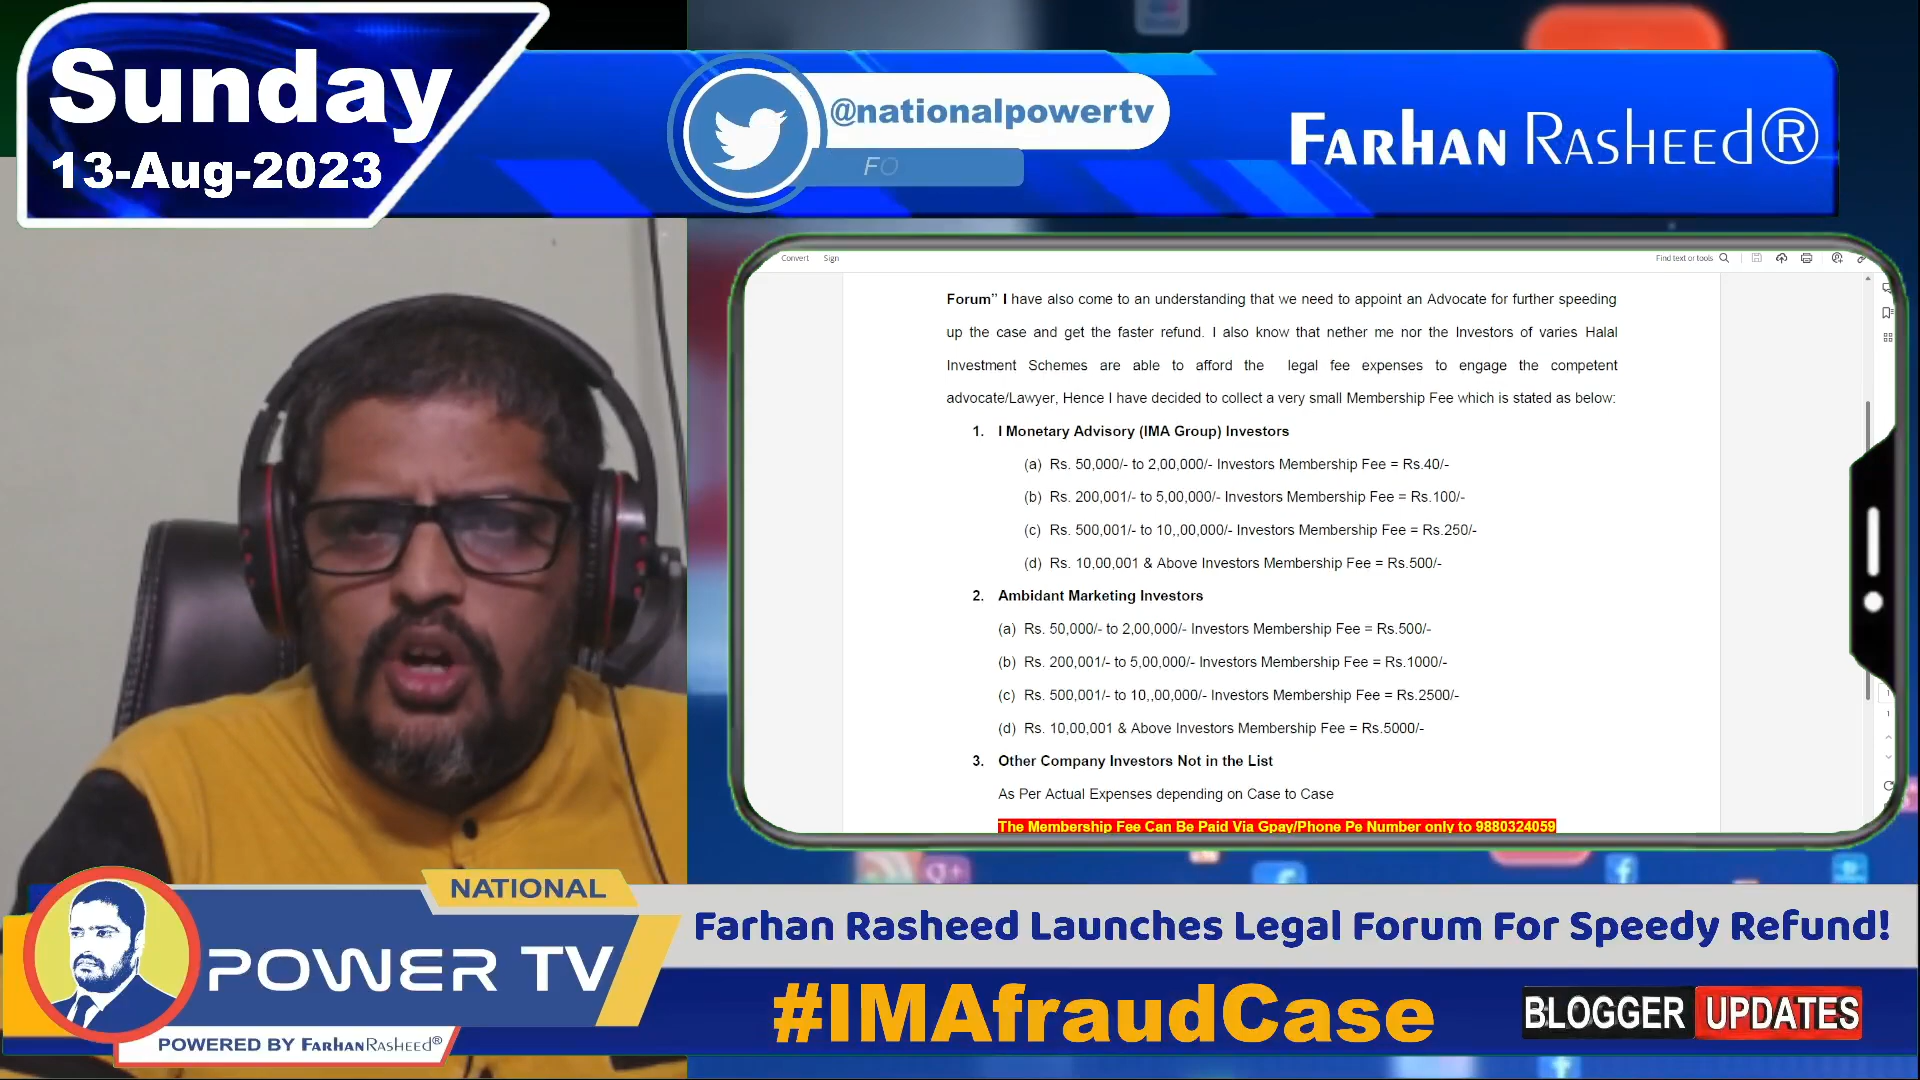 Sunday
13-Aug-2023
@nationalpowertv
FO
FARHAN RASHEED®
Convert Sign
Find text or tools
Forum” I have also come to an understanding that we need to appoint an Advocate for further speeding
up the case and get the faster refund. I also know that nether me nor the Investors of varies Halal
Investment Schemes are able to afford the legal fee expenses to engage the competent
advocate/Lawyer, Hence I have decided to collect a very small Membership Fee which is stated as below:
1. I Monetary Advisory (IMA Group) Investors
(a) Rs. 50,000/- to 2,00,000/- Investors Membership Fee = Rs.40/-
(b) Rs. 200,001/- to 5,00,000/- Investors Membership Fee = Rs.100/-
(c) Rs. 500,001/- to 10,,00,000/- Investors Membership Fee = Rs.250/-
(d) Rs. 10,00,001 & Above Investors Membership Fee = Rs.500/-
2. Ambidant Marketing Investors
(a) Rs. 50,000/- to 2,00,000/- Investors Membership Fee = Rs.500/-
(b) Rs. 200,001/- to 5,00,000/- Investors Membership Fee = Rs.1000/-
(c) Rs. 500,001/- to 10,,00,000/- Investors Membership Fee = Rs.2500/-
(d) Rs. 10,00,001 & Above Investors Membership Fee = Rs.5000/-
3. Other Company Investors Not in the List
As Per Actual Expenses depending on Case to Case
The Membership Fee Can Be Paid Via Gpay/Phone Pe Number only to 9880324059
NATIONAL
POWER TV
POWERED BY FARHAN RASHEED®
Farhan Rasheed Launches Legal Forum For Speedy Refund!
#IMAfraudCase
BLOGGER UPDATES